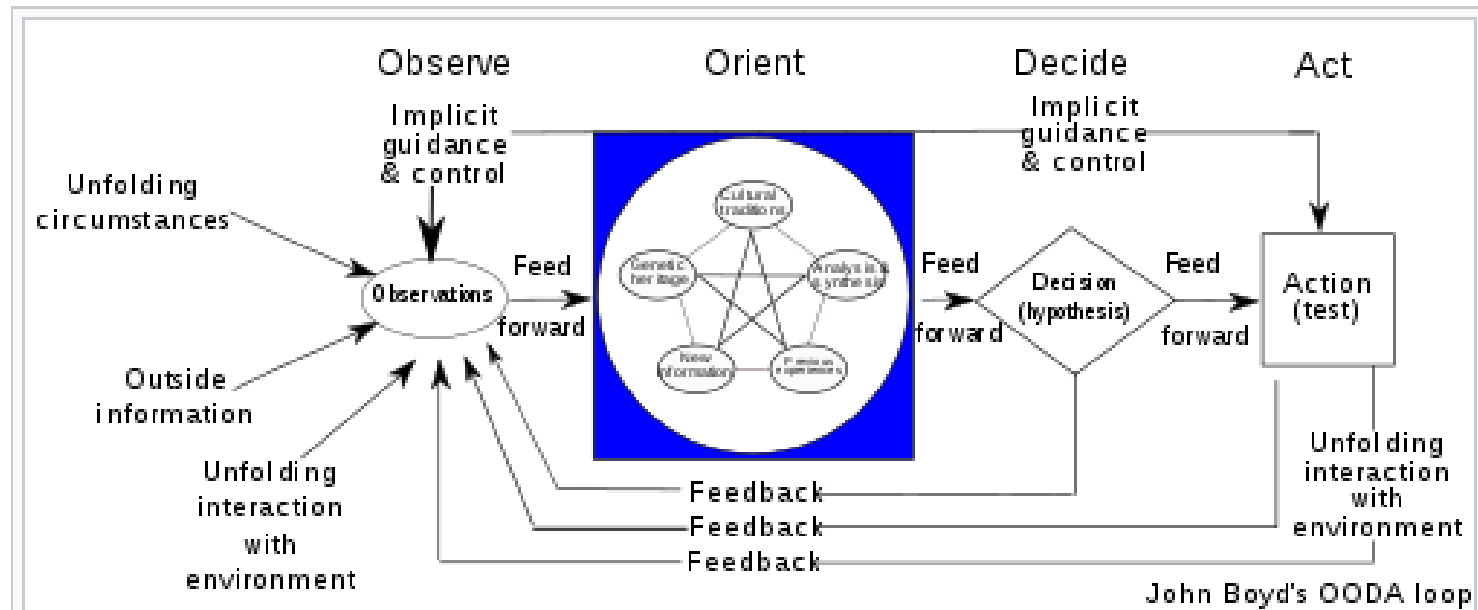 Observe
Orient
Decide
Act
Implicit
guidance
& control
Implicit
guidance
& control
Unfolding
circumstances
Cultural
traditions
Genetic
heritage
Analysis &
synthesis
New
information
Previous
experiences
Observations
Feed
forward
Feed
forward
Decision
(hypothesis)
Feed
forward
Action
(test)
Outside
information
Unfolding
interaction
with
environment
Feedback
Feedback
Feedback
Unfolding
interaction
with
environment
John Boyd's OODA loop